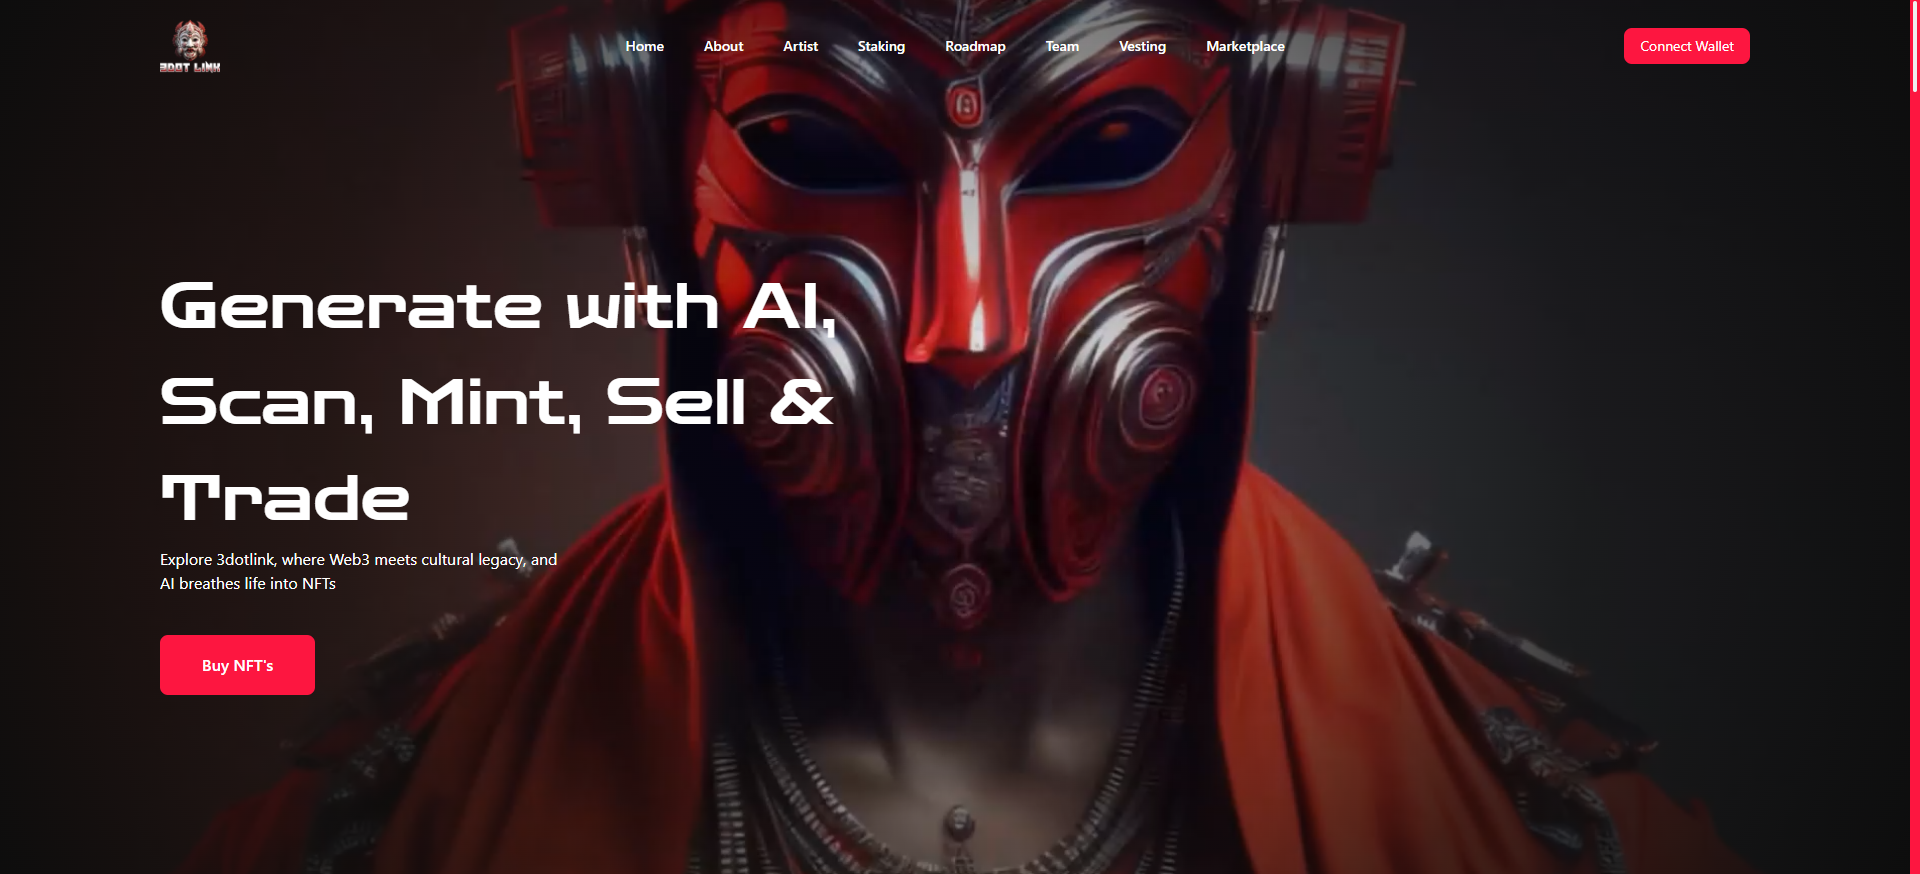 3DOT LINK
Home About Artist Staking Roadmap Team Vesting Marketplace
Connect Wallet
Generate with AI,
Scan, Mint, Sell &
Trade
Explore 3dotlink, where Web3 meets cultural legacy, and
AI breathes life into NFTs
Buy NFT's